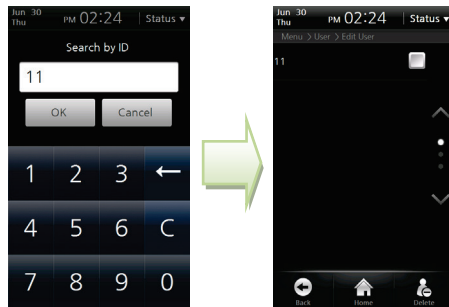 Jun 30
Thu
PM 02:24
Status ▾
Search by ID
11
OK
Cancel
1 2 3 ←
4 5 6 C
7 8 9 0
Jun 30
Thu
PM 02:24
Status ▾
Menu > User > Edit User
11
Back
Home
Delete